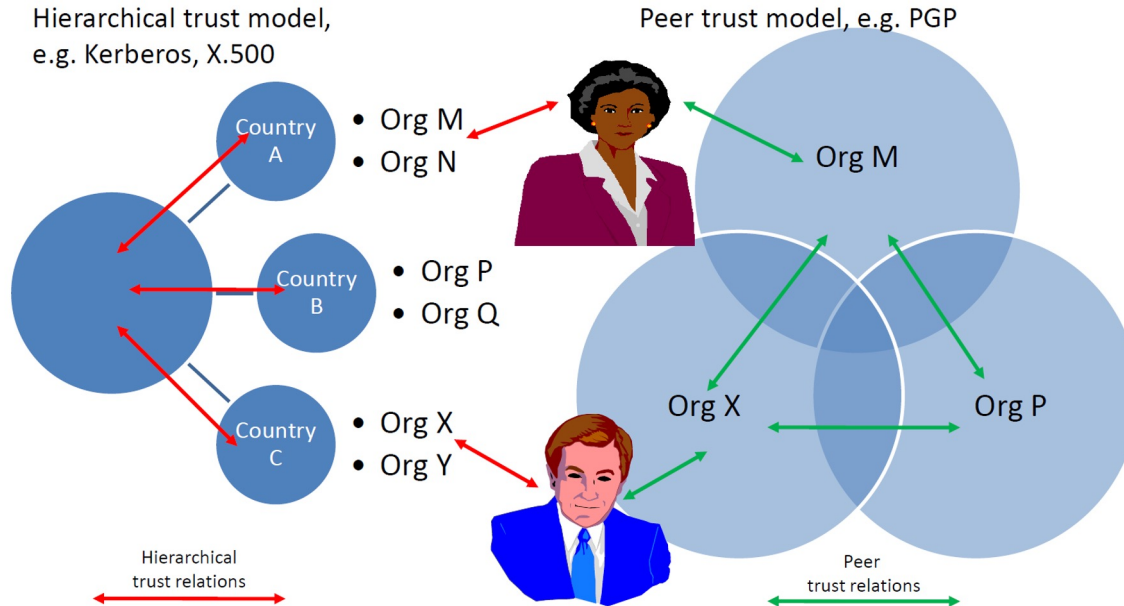 Hierarchical trust model,
e.g. Kerberos, X.500
Country
A
• Org M
• Org N
Country
B
• Org P
• Org Q
Country
C
• Org X
• Org Y
Hierarchical
trust relations
Peer trust model, e.g. PGP
Org M
Org X
Org P
Peer
trust relations